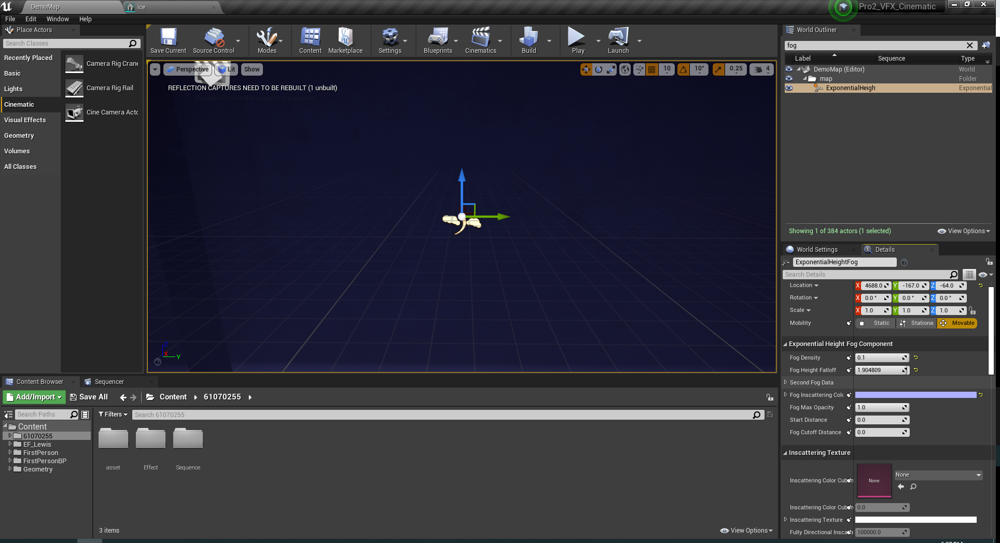 DemoMap
ice
Pro2_VFX_Cinematic
File Edit Window Help
Place Actors
Search Classes
Recently Placed
Basic
Lights
Cinematic
Visual Effects
Geometry
Volumes
All Classes
Camera Rig Crane
Camera Rig Rail
Cine Camera Acto
Save Current
Source Control
Modes
Content
Marketplace
Settings
Blueprints
Cinematics
Build
Play
Launch
Perspective
Lit
Show
10
10°
0.25
4
REFLECTION CAPTURES NEED TO BE REBUILT (1 unbuilt)
'DisableAllScreenMessages' to suppress
Z
X
Y
World Outliner
fog
Label Sequence Type
DemoMap (Editor) World
map Folder
ExponentialHeigh Exponential
Showing 1 of 384 actors (1 selected)
View Options
World Settings
Details
ExponentialHeightFog
Search Details
Location X 4688.0 Y -167.0 Z -64.0
Rotation X 0.0 ° Y 0.0 ° Z 0.0 °
Scale X 1.0 Y 1.0 Z 1.0
Mobility Static Stationa Movable
Exponential Height Fog Component
Fog Density 0.1
Fog Height Falloff 1.904809
Second Fog Data
Fog Inscattering Colo
Fog Max Opacity 1.0
Start Distance 0.0
Fog Cutoff Distance 0.0
Inscattering Texture
Inscattering Color Cub None None
Inscattering Color Cub 0.0
Inscattering Texture
Fully Directional Inscat 100000.0
Content Browser
Sequencer
Add/Import
Save All
Content
61070255
Search Paths
Filters
Search 61070255
Content
61070255
EF_Lewis
FirstPerson
FirstPersonBP
Geometry
asset
Effect
Sequence
3 items
View Options